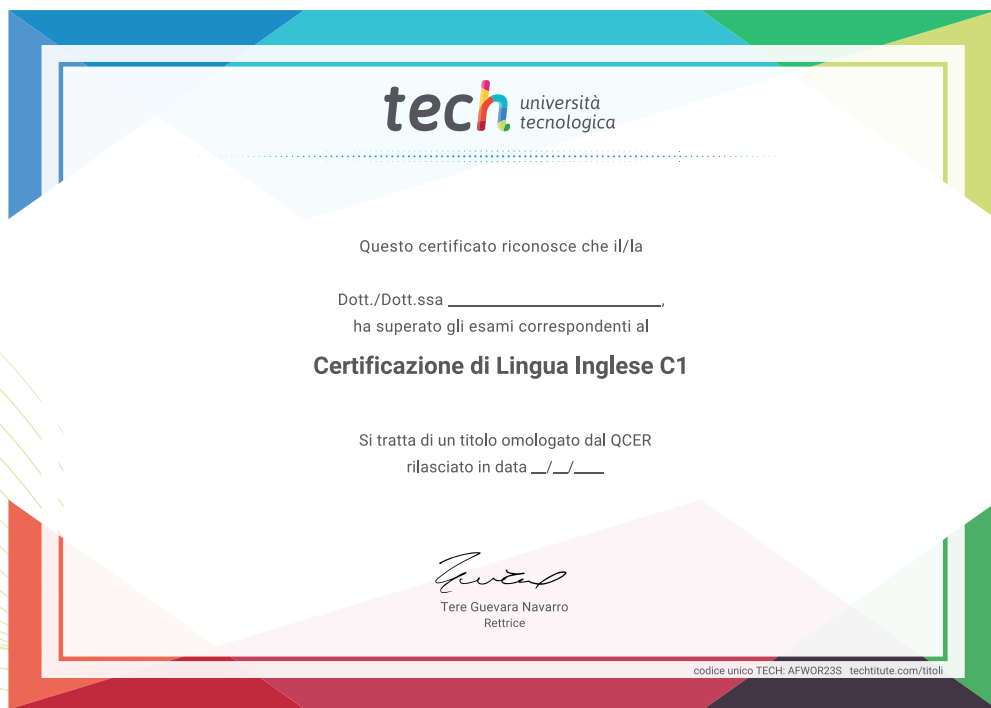 tech università
tecnologica
Questo certificato riconosce che il/la
Dott./Dott.ssa ______________________,
ha superato gli esami correspondenti al
Certificazione di Lingua Inglese C1
Si tratta di un titolo omologato dal QCER
rilasciato in data __/__/____
Tere Guevara Navarro
Rettrice
codice unico TECH: AFWOR23S techtitute.com/titoli